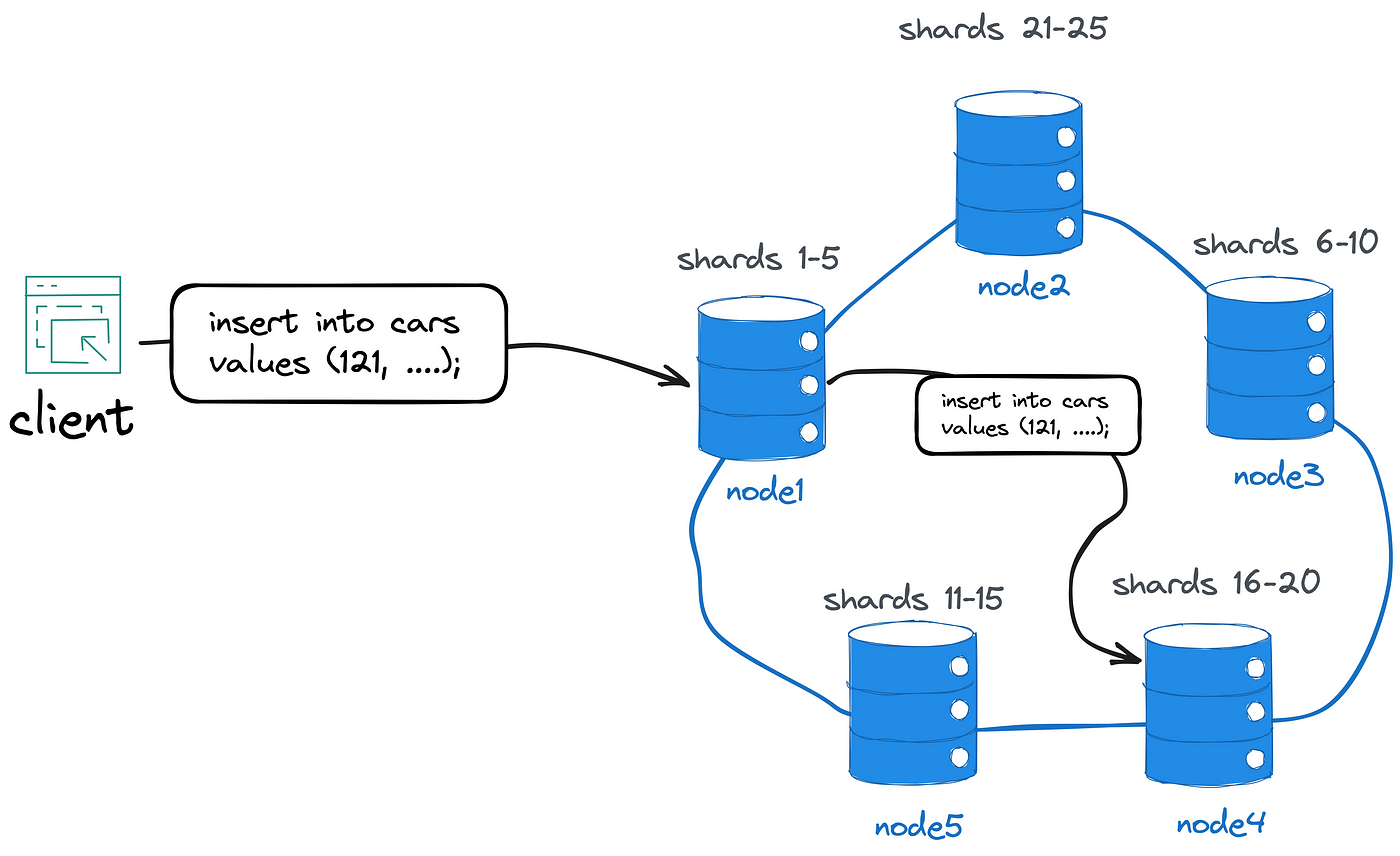 shards 21-25
node2
shards 6-10
node3
shards 1-5
node1
insert into cars
values (121, ....);
client
insert into cars
values (121, ....);
shards 16-20
node4
shards 11-15
node5